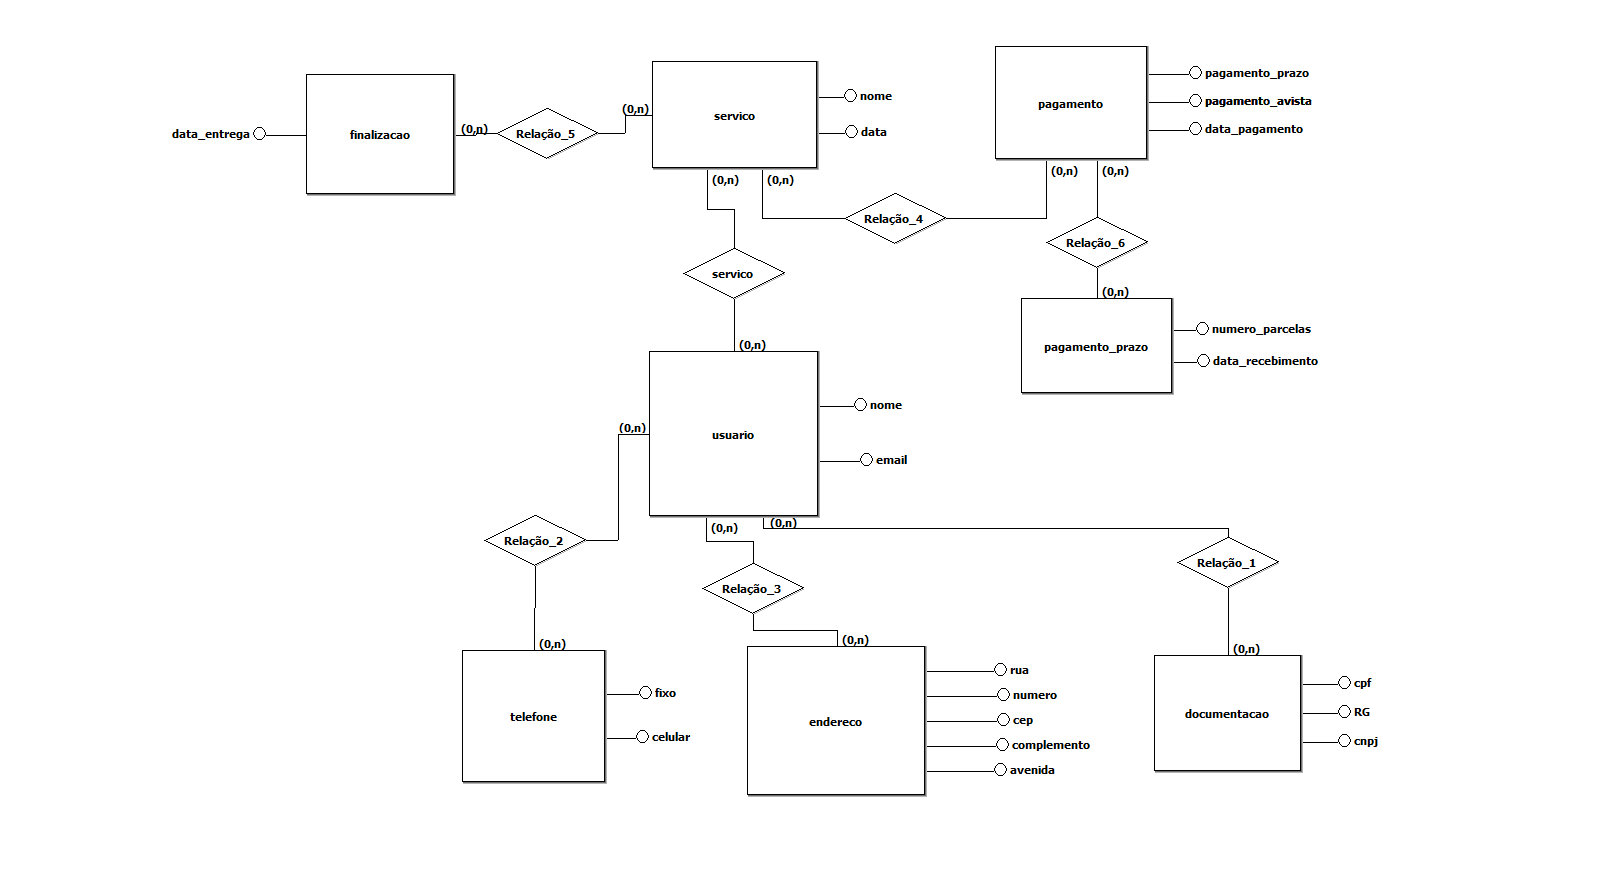 pagamento_prazo
pagamento
pagamento_avista
data_pagamento
nome
servico
data
(0,n)
data_entrega
finalizacao
(0,n)
Relação_5
(0,n)
(0,n)
(0,n)
(0,n)
Relação_4
Relação_6
servico
(0,n)
pagamento_prazo
numero_parcelas
data_recebimento
(0,n)
usuario
nome
email
(0,n)
(0,n)
(0,n)
Relação_2
Relação_3
Relação_1
(0,n)
(0,n)
(0,n)
telefone
fixo
celular
endereco
rua
numero
cep
complemento
avenida
documentacao
cpf
RG
cnpj